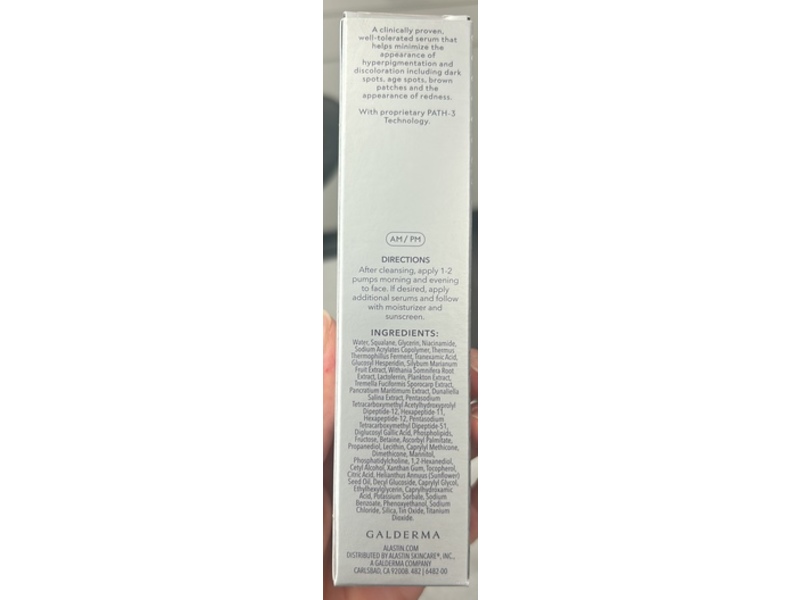 A clinically proven,
well-tolerated serum that
helps minimize the
appearance of
hyperpigmentation and
discoloration including dark
spots, age spots, brown
patches and the
appearance of redness.
With proprietary PATH-3
Technology.
AM / PM
DIRECTIONS
After cleansing, apply 1-2
pumps morning and evening
to face. If desired, apply
additional serums and follow
with moisturizer and
sunscreen.
INGREDIENTS:
Water, Squalane, Glycerin, Niacinamide,
Sodium Acrylates Copolymer, Thermus
Thermophillus Ferment, Tranexamic Acid,
Glucosyl Hesperidin, Silybum Marianum
Fruit Extract, Withania Somnifera Root
Extract, Lactoferrin, Plankton Extract,
Tremella Fuciformis Sporocarp Extract,
Pancratium Maritimum Extract, Dunaliella
Salina Extract, Pentasodium
Tetracarboxymethyl Acetylhydroxyprolyl
Dipeptide-12, Hexapeptide-11,
Hexapeptide-12, Pentasodium
Tetracarboxymethyl Dipeptide-51,
Diglucosyl Gallic Acid, Phospholipids,
Fructose, Betaine, Ascorbyl Palmitate,
Propanediol, Lecithin, Caprylyl Methicone,
Dimethicone, Mannitol,
Phosphatidylcholine, 1,2-Hexanediol,
Cetyl Alcohol, Xanthan Gum, Tocopherol,
Citric Acid, Helianthus Annuus (Sunflower)
Seed Oil, Decyl Glucoside, Caprylyl Glycol,
Ethylhexylglycerin, Caprylhydroxamic
Acid, Potassium Sorbate, Sodium
Benzoate, Phenoxyethanol, Sodium
Chloride, Silica, Tin Oxide, Titanium
Dioxide.
GALDERMA
ALASTIN.COM
DISTRIBUTED BY ALASTIN SKINCARE®, INC.,
A GALDERMA COMPANY
CARLSBAD, CA 92008. 482 | 6482-00